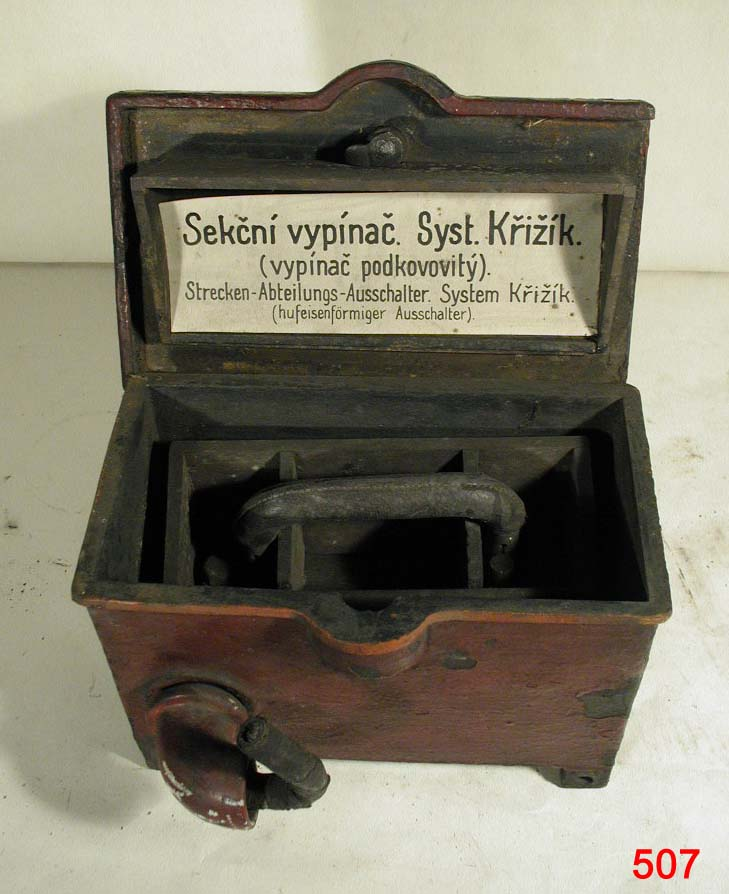 Sekční vypínač. Syst. Křižík.
(vypínač podkovovitý).
Strecken-Abteilungs-Ausschalter. System Křižík.
(hufeisenförmiger Ausschalter).
507